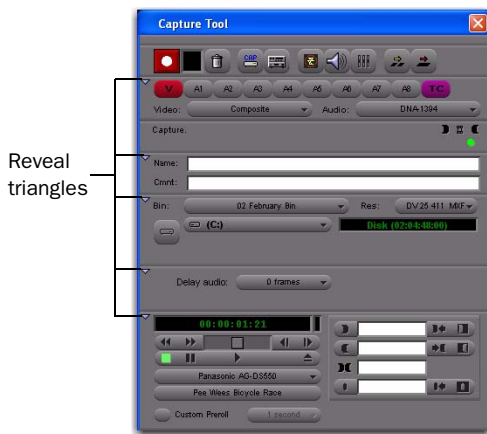 Capture Tool
CAP
V A1 A2 A3 A4 A5 A6 A7 A8 TC
Video: Composite Audio: DNA-1394
Capture.
Reveal
triangles
Name:
Cmnt:
Bin: 02 February Bin Res: DV 25 411 MXF
(C:) Disk (02:04:48:00)
Delay audio: 0 frames
00:00:01:21
Panasonic AG-DS550
Pee Wees Bicycle Race
Custom Preroll 1 second